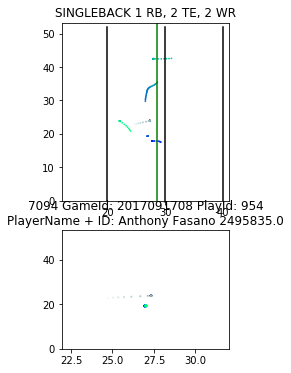 SINGLEBACK 1 RB, 2 TE, 2 WR
50
40
30
20
10
0
20 30 40
7094 GameId: 2017091708 PlayId: 954
PlayerName + ID: Anthony Fasano 2495835.0
40
20
0
22.5 25.0 27.5 30.0